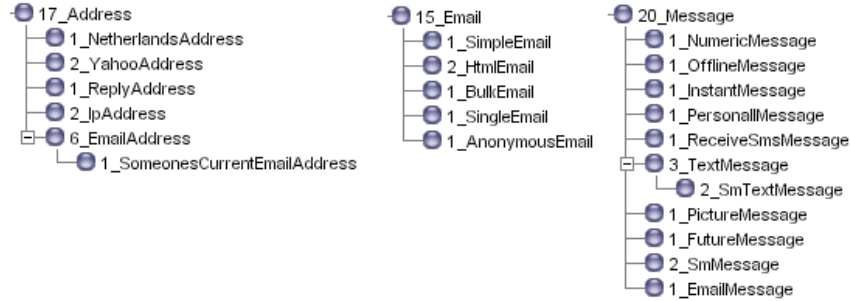 17_Address
1_NetherlandsAddress
2_YahooAddress
1_ReplyAddress
2_IpAddress
6_EmailAddress
1_SomeonesCurrentEmailAddress
15_Email
1_SimpleEmail
2_HtmlEmail
1_BulkEmail
1_SingleEmail
1_AnonymousEmail
20_Message
1_NumericMessage
1_OfflineMessage
1_InstantMessage
1_PersonallMessage
1_ReceiveSmsMessage
3_TextMessage
2_SmTextMessage
1_PictureMessage
1_FutureMessage
2_SmMessage
1_EmailMessage